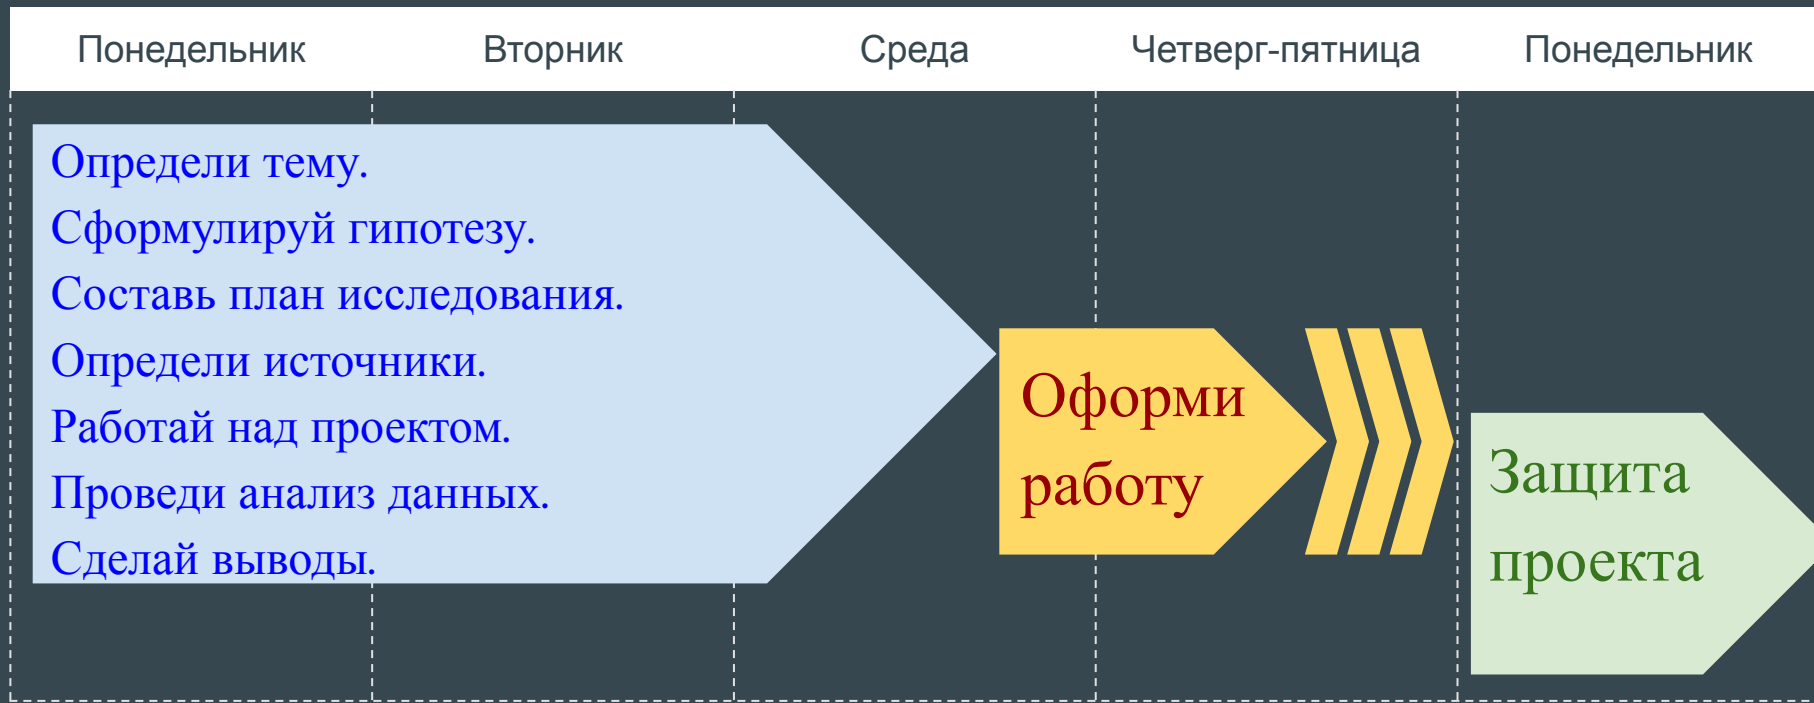 Понедельник
Вторник
Среда
Четверг-пятница
Понедельник
Определи тему.
Сформулируй гипотезу.
Составь план исследования.
Определи источники.
Работай над проектом.
Проведи анализ данных.
Сделай выводы.
Оформи
работу
Защита
проекта